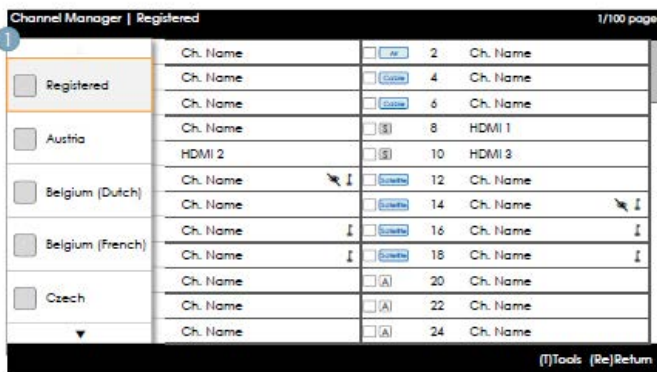 Channel Manager | Registered 1/100 page
1
Registered
Austria
Belgium (Dutch)
Belgium (French)
Czech
▼
Ch. Name AV 2 Ch. Name
Ch. Name Cable 4 Ch. Name
Ch. Name Cable 6 Ch. Name
Ch. Name S 8 HDMI 1
HDMI 2 S 10 HDMI 3
Ch. Name Satellite 12 Ch. Name
Ch. Name Satellite 14 Ch. Name
Ch. Name Satellite 16 Ch. Name
Ch. Name Satellite 18 Ch. Name
Ch. Name A 20 Ch. Name
Ch. Name A 22 Ch. Name
Ch. Name A 24 Ch. Name
(T)Tools (Re)Return